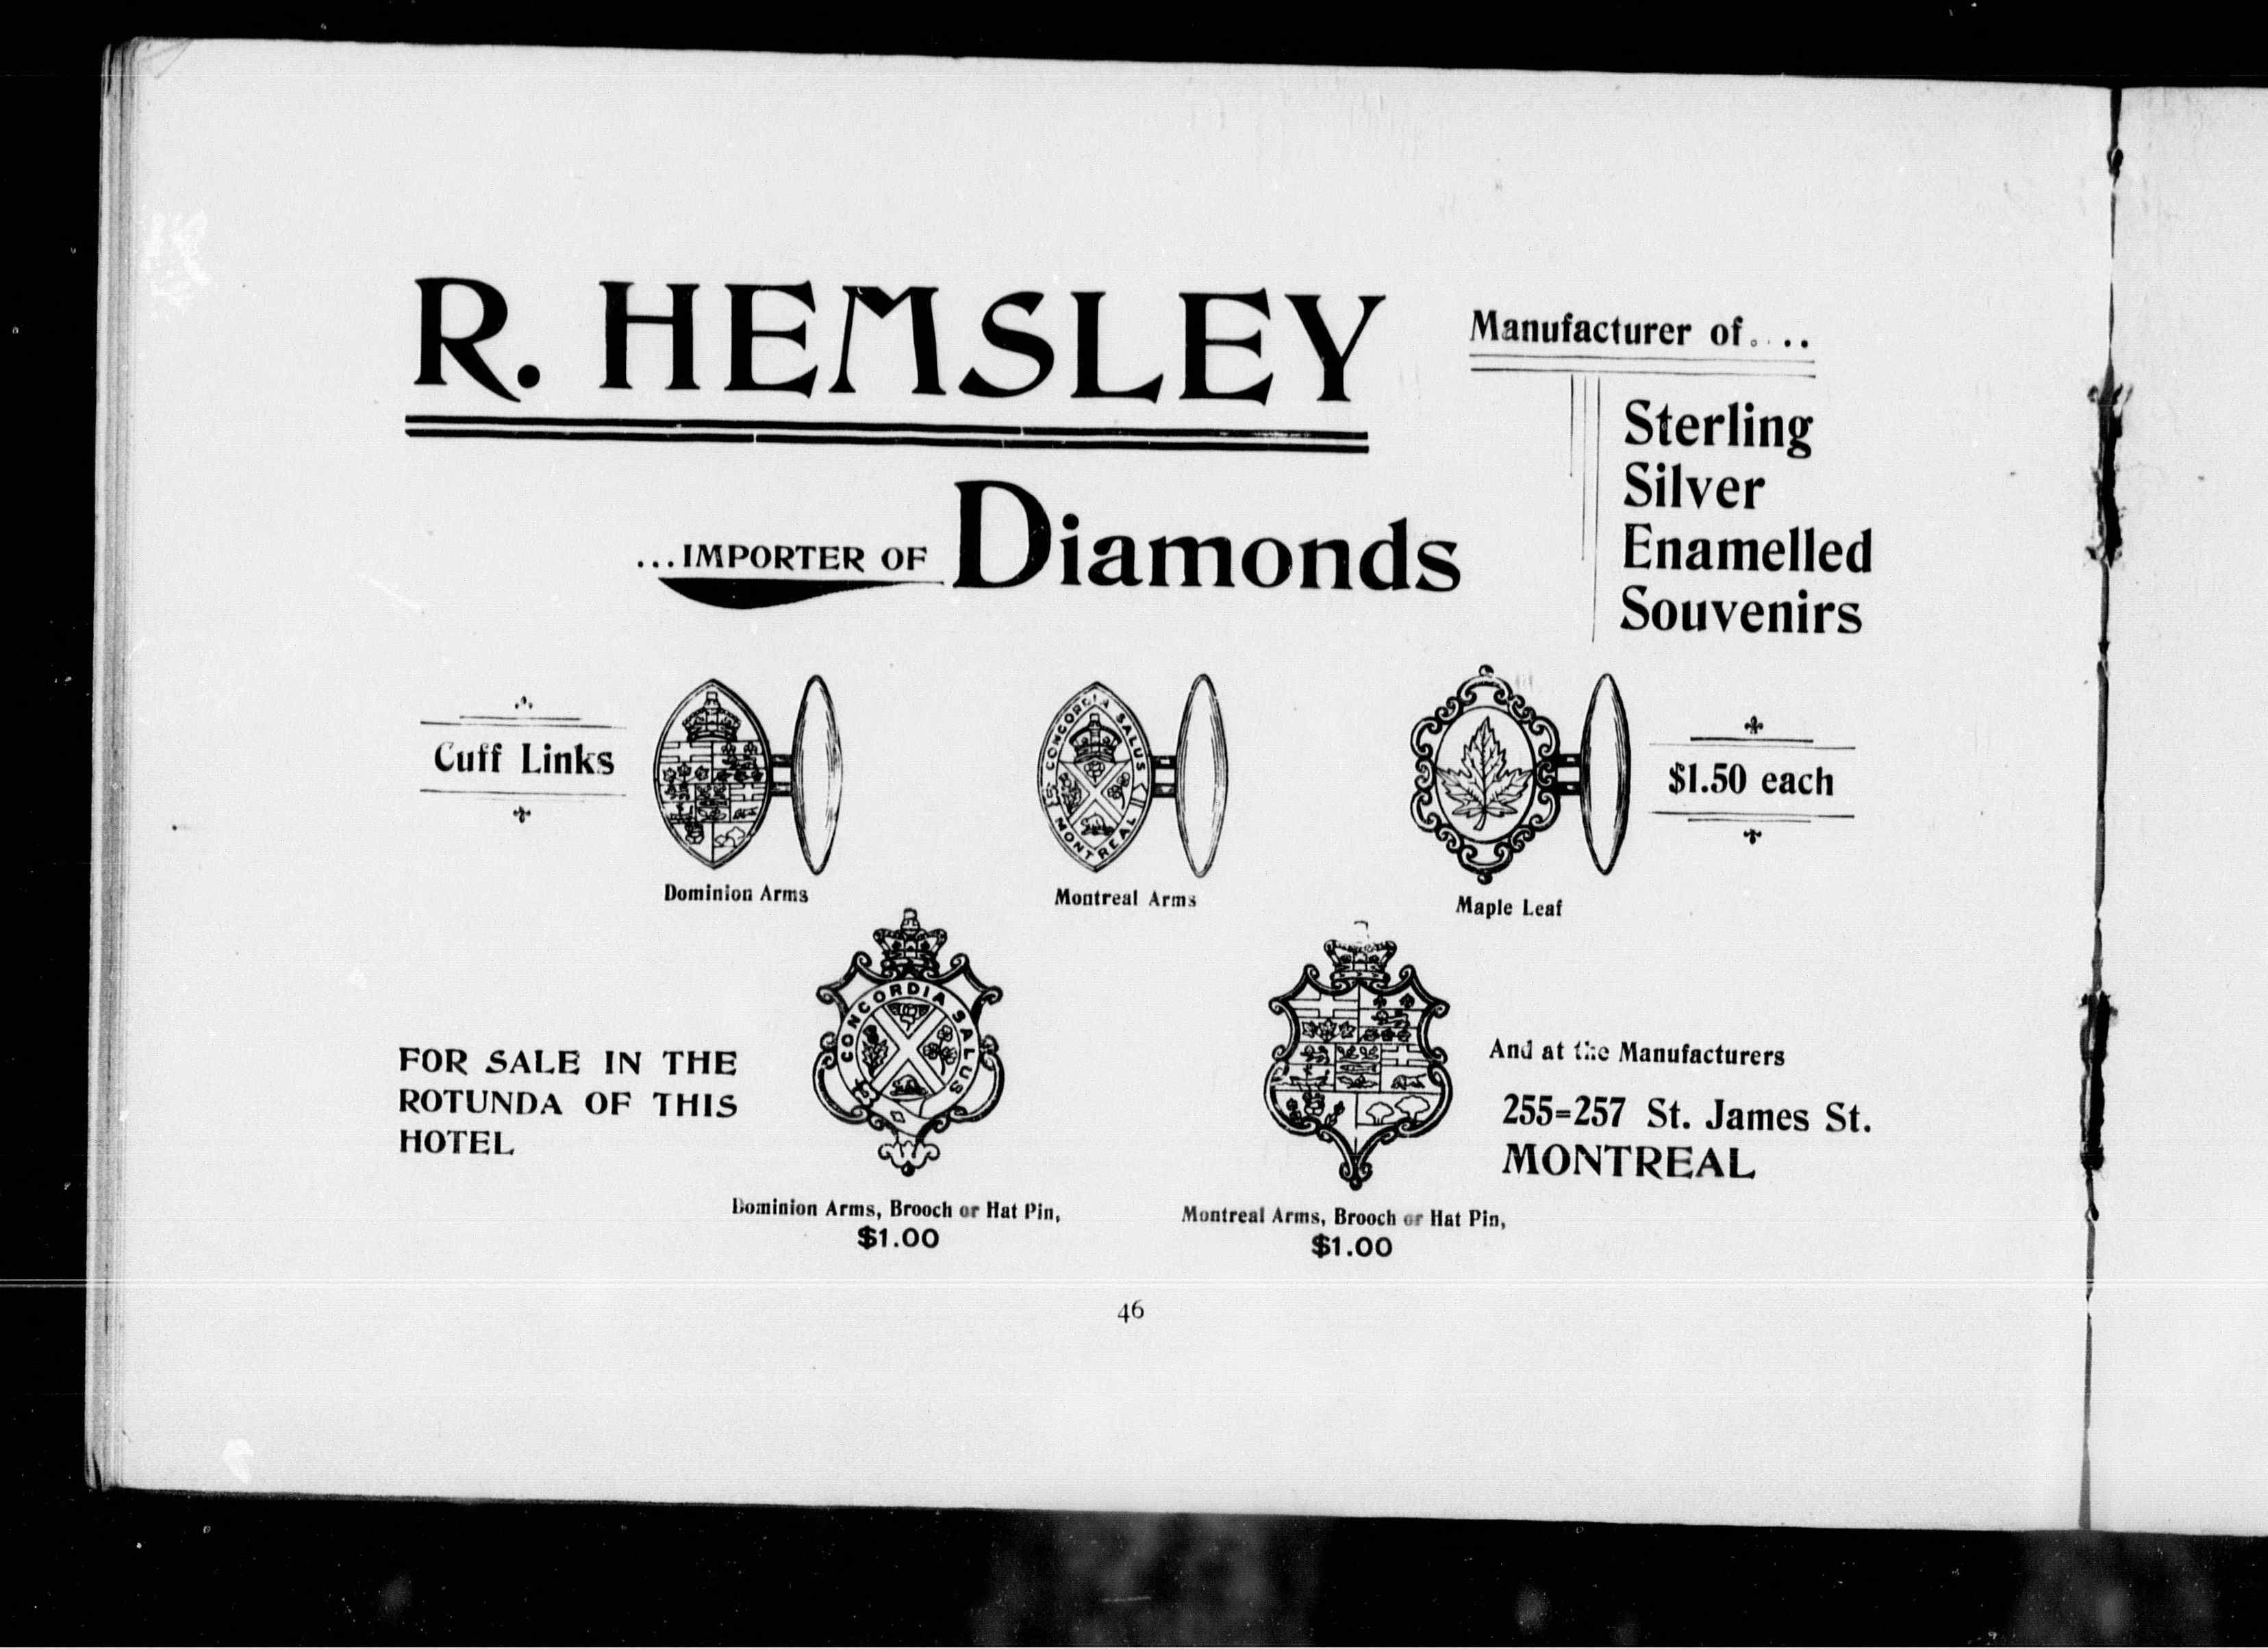 R. HEMSLEY
...IMPORTER OF Diamonds
Manufacturer of....
Sterling
Silver
Enamelled
Souvenirs
Cuff Links
CONCORDIA SALUS
MONTREAL
$1.50 each
Dominion Arms
Montreal Arms
Maple Leaf
FOR SALE IN THE
ROTUNDA OF THIS
HOTEL
CONCORDIA SALUS
And at the Manufacturers
255=257 St. James St.
MONTREAL
Dominion Arms, Brooch or Hat Pin,
$1.00
Montreal Arms, Brooch or Hat Pin,
$1.00
46